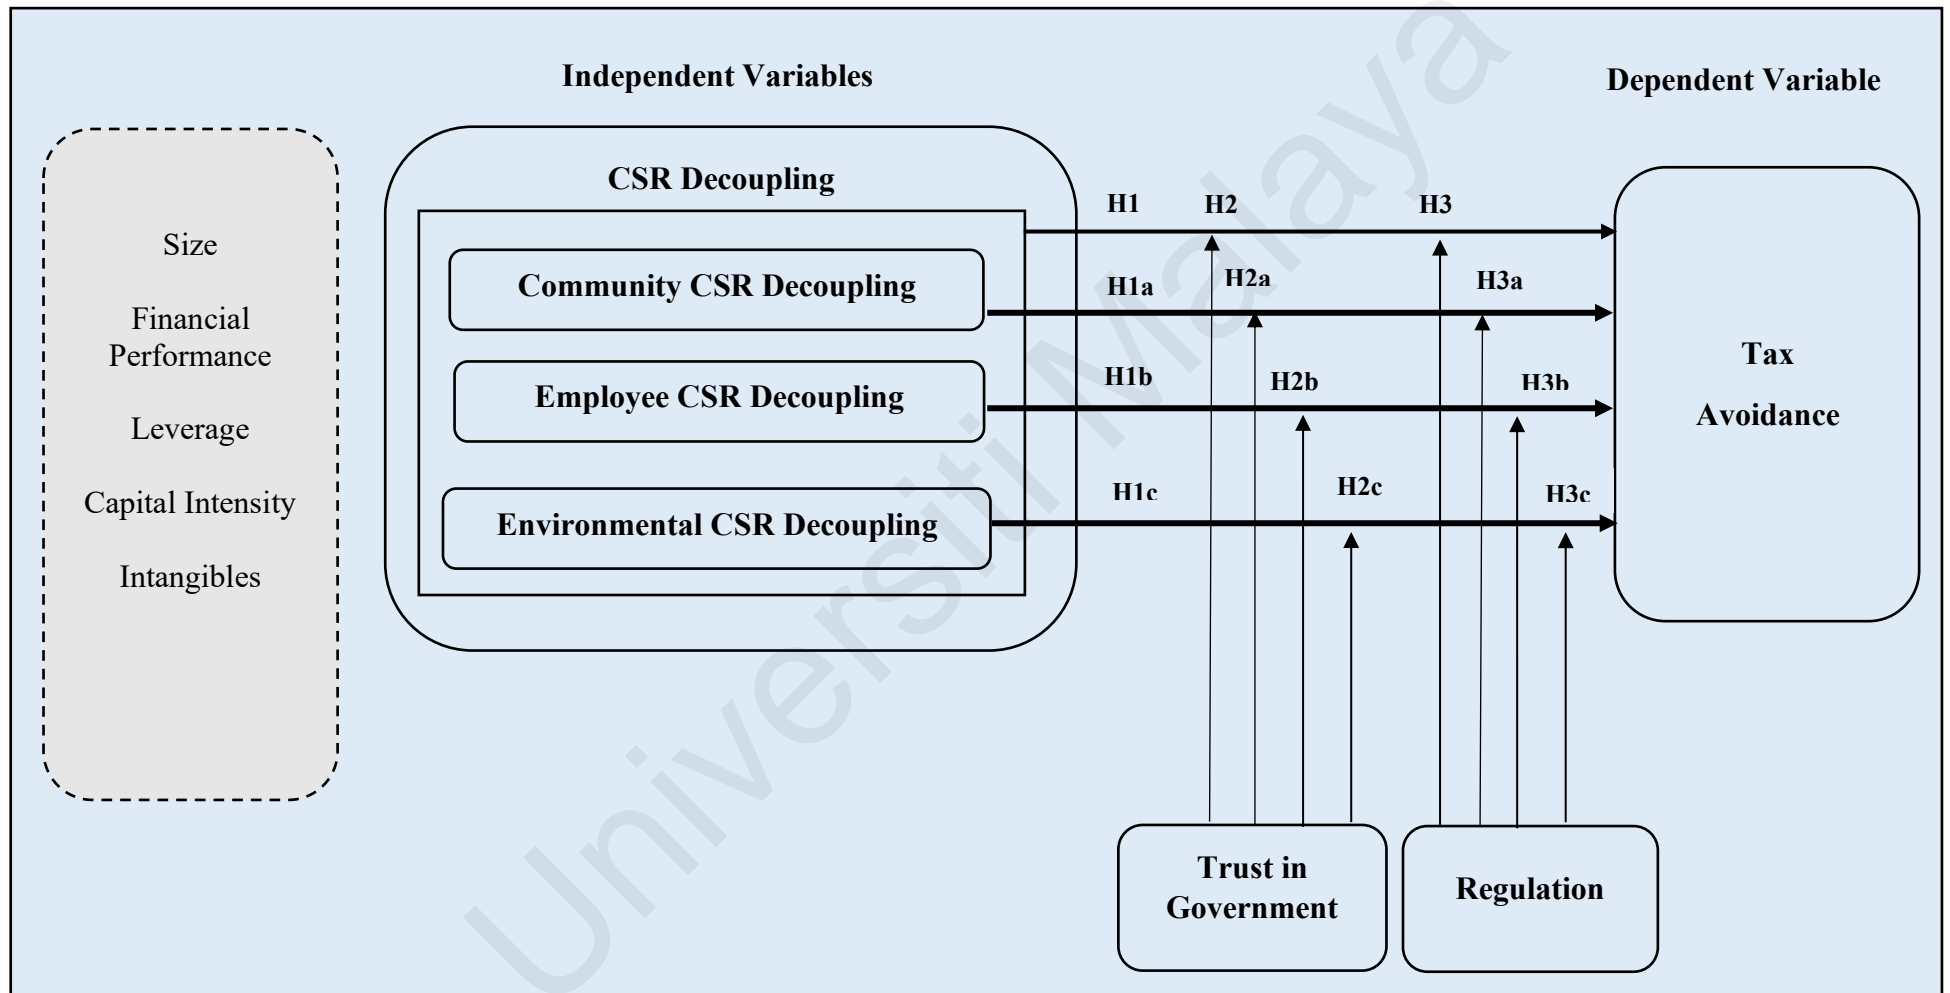 Independent Variables
Dependent Variable
Size
Financial
Performance
Leverage
Capital Intensity
Intangibles
CSR Decoupling
Community CSR Decoupling
Employee CSR Decoupling
Environmental CSR Decoupling
H1
H2
H3
H1a
H2a
H3a
H1b
H2b
H3b
H1c
H2c
H3c
Tax
Avoidance
Trust in
Government
Regulation
Universiti Malaya